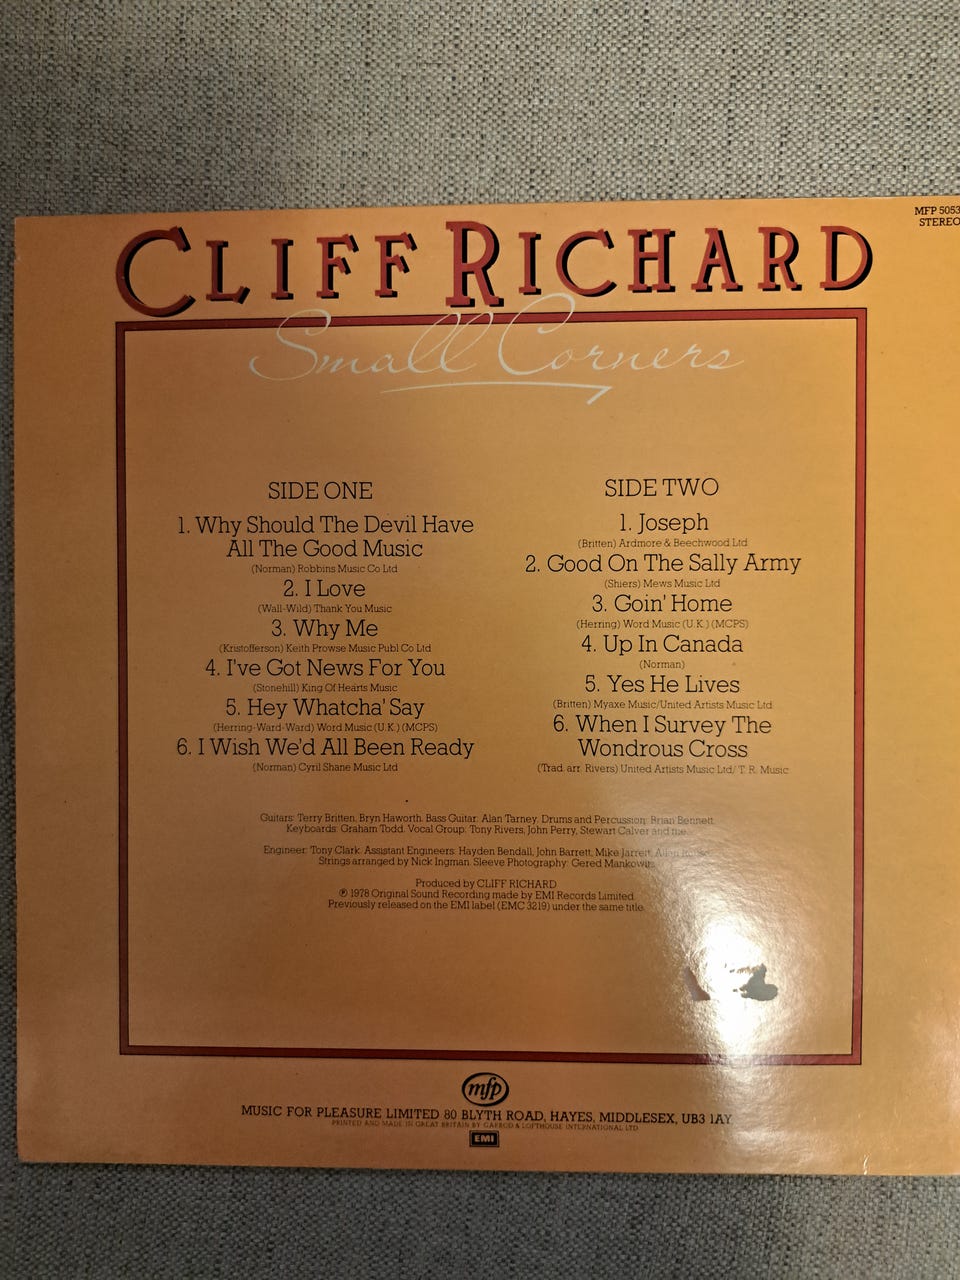 MFP 5053
STEREO
CLIFF RICHARD
Small Corners
SIDE ONE
1. Why Should The Devil Have
All The Good Music
(Norman) Robbins Music Co Ltd
2. I Love
(Wall-Wild) Thank You Music
3. Why Me
(Kristofferson) Keith Prowse Music Publ Co Ltd
4. I've Got News For You
(Stonehill) King Of Hearts Music
5. Hey Whatcha' Say
(Herring-Ward-Ward) Word Music (U.K.) (MCPS)
6. I Wish We'd All Been Ready
(Norman) Cyril Shane Music Ltd
SIDE TWO
1. Joseph
(Britten) Ardmore & Beechwood Ltd
2. Good On The Sally Army
(Shiers) Mews Music Ltd
3. Goin' Home
(Herring) Word Music (U.K.) (MCPS)
4. Up In Canada
(Norman)
5. Yes He Lives
(Britten) Myaxe Music/United Artists Music Ltd
6. When I Survey The
Wondrous Cross
(Trad. arr. Rivers) United Artists Music Ltd/ T. R. Music
Guitars: Terry Britten, Bryn Haworth. Bass Guitar: Alan Tarney. Drums and Percussion: Brian Bennett.
Keyboards: Graham Todd. Vocal Group: Tony Rivers, John Perry, Stewart Calver and me.
Engineer: Tony Clark. Assistant Engineers: Hayden Bendall, John Barrett, Mike Jarrett,
Strings arranged by Nick Ingman. Sleeve Photography: Gered Mankowitz.
Produced by CLIFF RICHARD
℗ 1978 Original Sound Recording made by EMI Records Limited.
Previously released on the EMI label (EMC 3219) under the same title.
mfp
MUSIC FOR PLEASURE LIMITED 80 BLYTH ROAD, HAYES, MIDDLESEX, UB3 1AY
PRINTED AND MADE IN GREAT BRITAIN BY GARROD & LOFTHOUSE INTERNATIONAL LTD
EMI